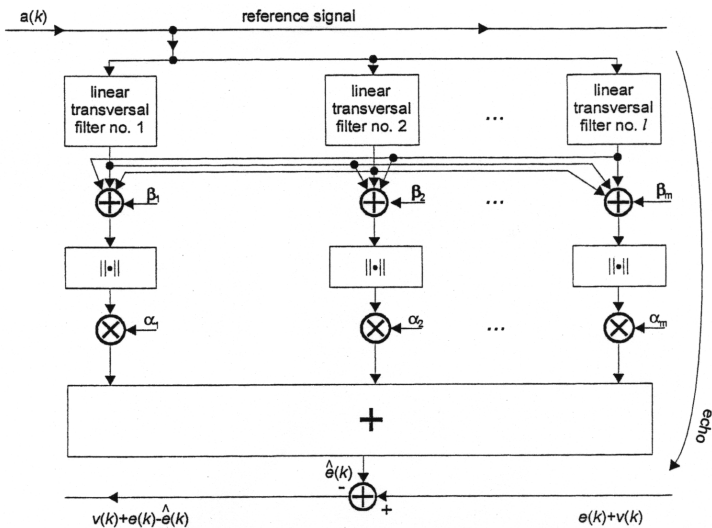 a(k) reference signal
linear
transversal
filter no. 1
linear
transversal
filter no. 2
...
linear
transversal
filter no. l
β1
β2
...
βm
||•||
||•||
||•||
α1
α2
...
αm
+
echo
ê(k)
-
+
v(k)+e(k)-ê(k)
e(k)+v(k)